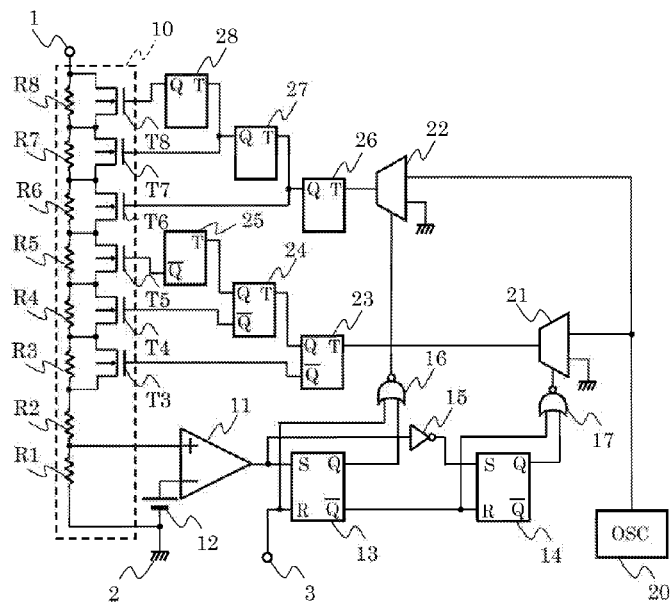 1
10
28
R8
Q T
27
T8
22
R7
Q T
26
T7
R6
Q T
T6
25
R5
T
24
Q̅
T5
Q T
23
21
R4
Q̅
T4
Q T
R3
Q̅
T3
16
15
R2
11
17
+
R1
−
S Q
S Q
R Q̅
R Q̅
12
13
14
OSC
2
3
20